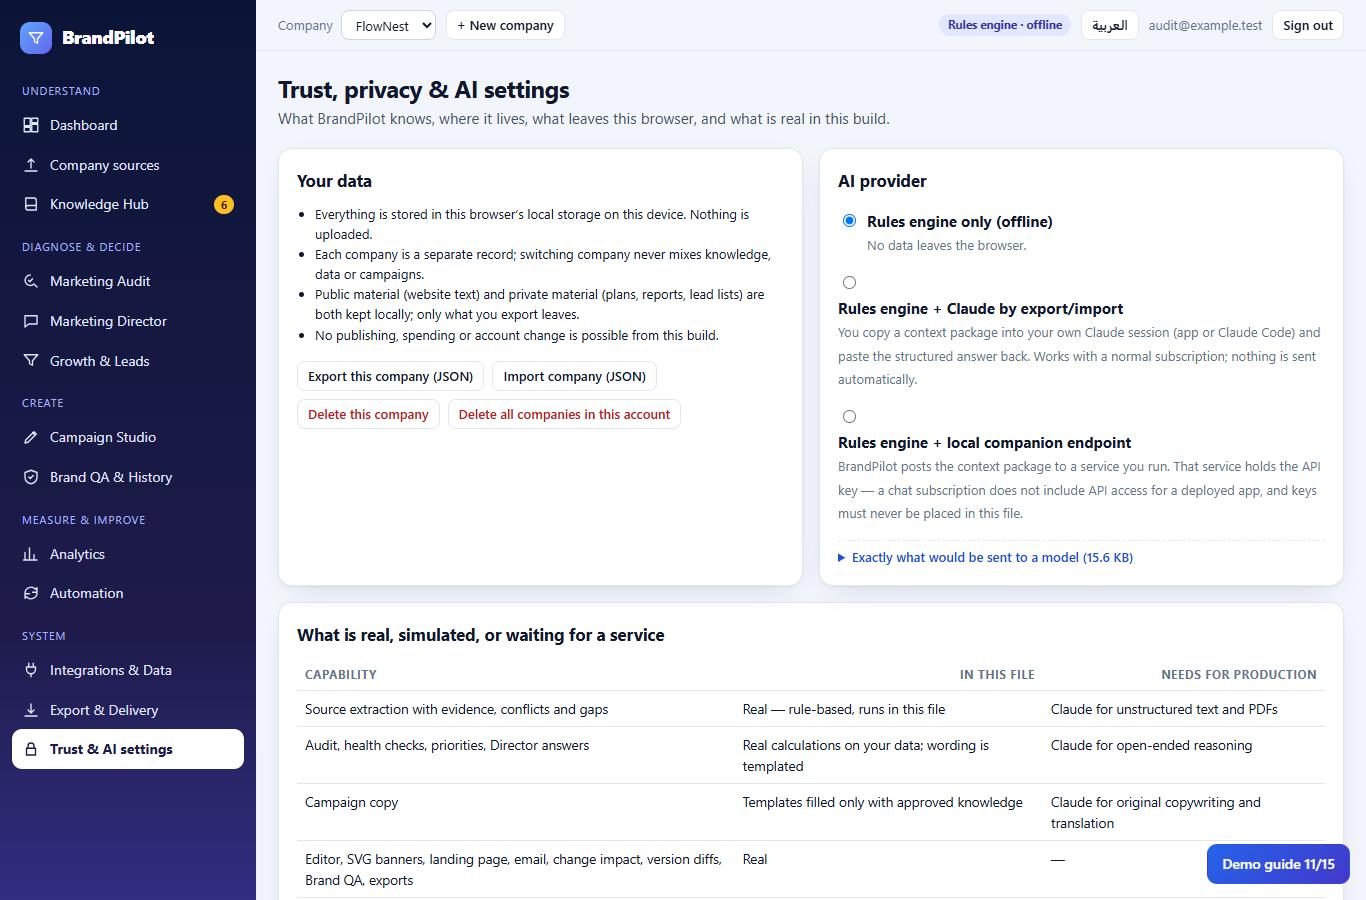 BrandPilot
UNDERSTAND
Dashboard
Company sources
Knowledge Hub
6
DIAGNOSE & DECIDE
Marketing Audit
Marketing Director
Growth & Leads
CREATE
Campaign Studio
Brand QA & History
MEASURE & IMPROVE
Analytics
Automation
SYSTEM
Integrations & Data
Export & Delivery
Trust & AI settings
Company
FlowNest
+ New company
Rules engine · offline
العربية
audit@example.test
Sign out
Trust, privacy & AI settings
What BrandPilot knows, where it lives, what leaves this browser, and what is real in this build.
Your data
Everything is stored in this browser's local storage on this device. Nothing is
uploaded.
Each company is a separate record; switching company never mixes knowledge,
data or campaigns.
Public material (website text) and private material (plans, reports, lead lists) are
both kept locally; only what you export leaves.
No publishing, spending or account change is possible from this build.
Export this company (JSON)
Import company (JSON)
Delete this company
Delete all companies in this account
AI provider
Rules engine only (offline)
No data leaves the browser.
Rules engine + Claude by export/import
You copy a context package into your own Claude session (app or Claude Code) and
paste the structured answer back. Works with a normal subscription; nothing is sent
automatically.
Rules engine + local companion endpoint
BrandPilot posts the context package to a service you run. That service holds the API
key — a chat subscription does not include API access for a deployed app, and keys
must never be placed in this file.
Exactly what would be sent to a model (15.6 KB)
What is real, simulated, or waiting for a service
CAPABILITY
IN THIS FILE
NEEDS FOR PRODUCTION
Source extraction with evidence, conflicts and gaps
Real — rule-based, runs in this file
Claude for unstructured text and PDFs
Audit, health checks, priorities, Director answers
Real calculations on your data; wording is
templated
Claude for open-ended reasoning
Campaign copy
Templates filled only with approved knowledge
Claude for original copywriting and
translation
Editor, SVG banners, landing page, email, change impact, version diffs,
Brand QA, exports
Real
—
Demo guide 11/15